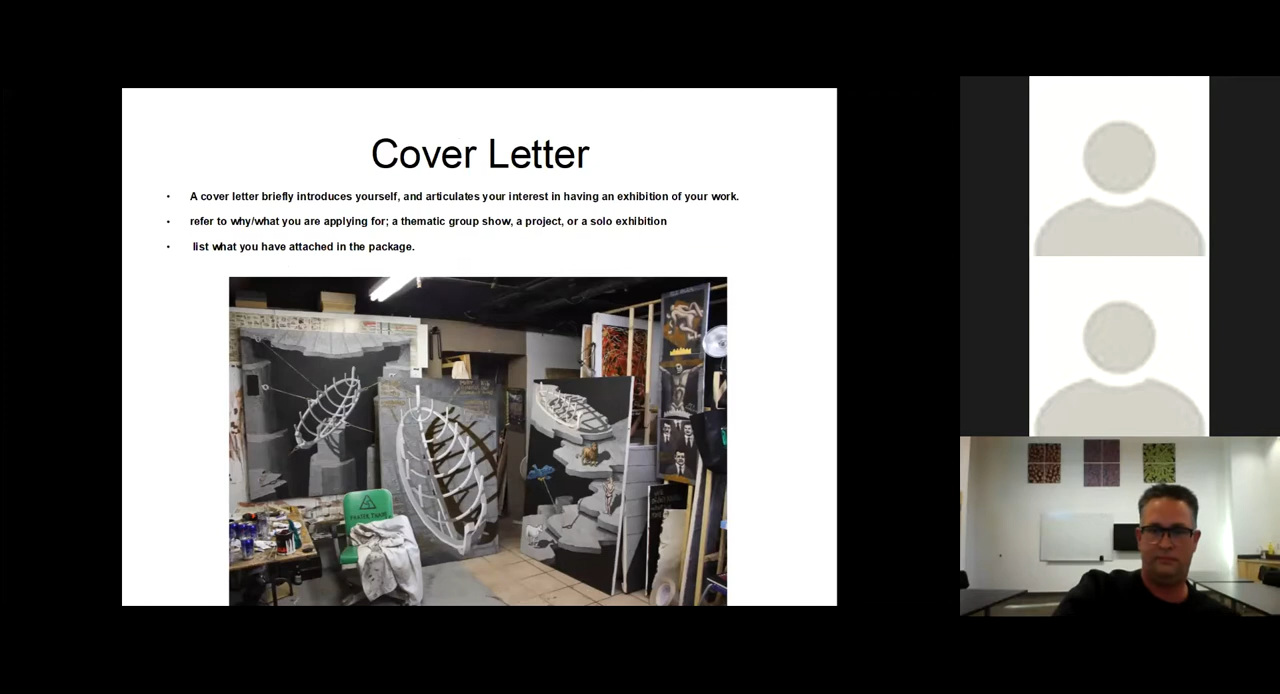 Cover Letter
• A cover letter briefly introduces yourself, and articulates your interest in having an exhibition of your work.
• refer to why/what you are applying for; a thematic group show, a project, or a solo exhibition
• list what you have attached in the package.